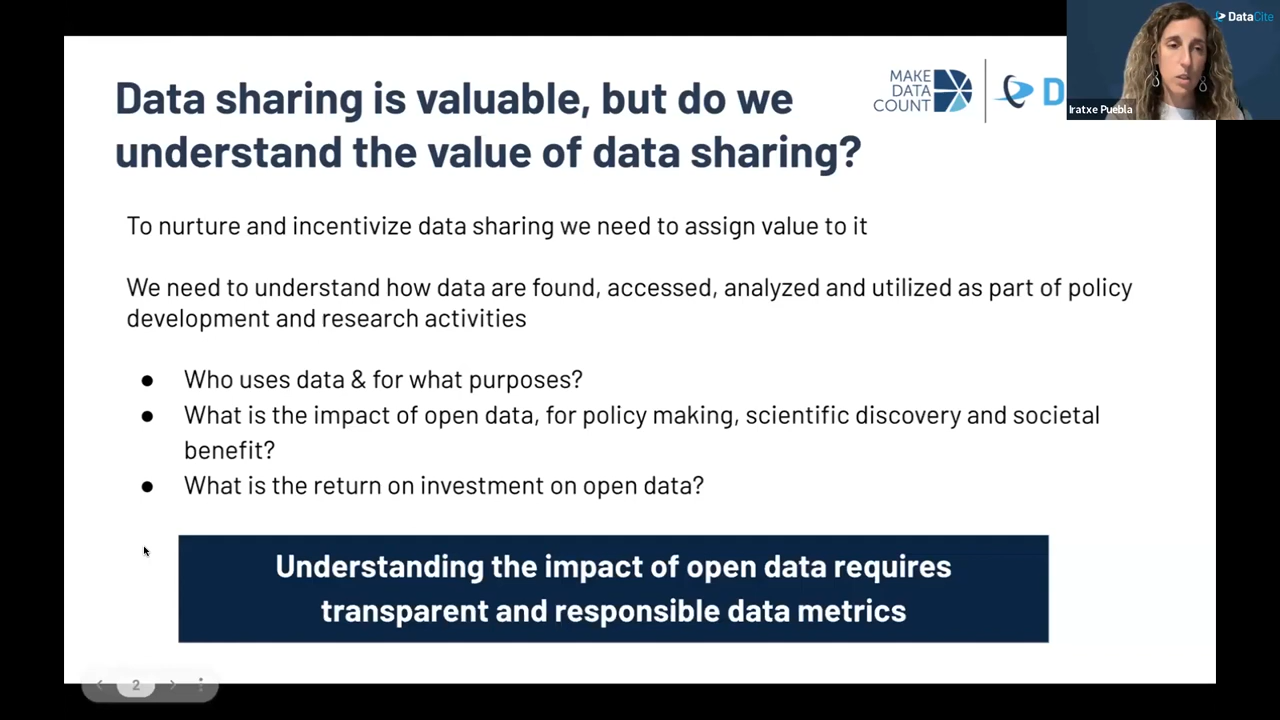 Data sharing is valuable, but do we
understand the value of data sharing?
MAKE
DATA
COUNT
D
DataCite
Iratxe Puebla
To nurture and incentivize data sharing we need to assign value to it
We need to understand how data are found, accessed, analyzed and utilized as part of policy
development and research activities
● Who uses data & for what purposes?
● What is the impact of open data, for policy making, scientific discovery and societal
benefit?
● What is the return on investment on open data?
Understanding the impact of open data requires
transparent and responsible data metrics
2